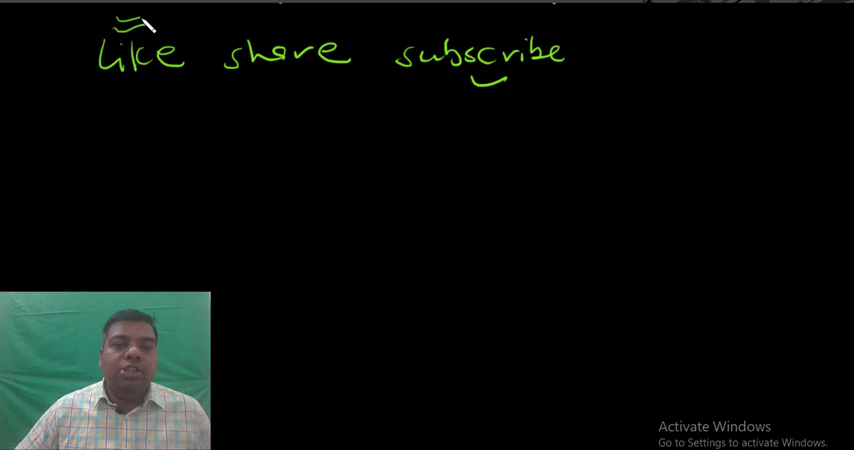 like share subscribe
Activate Windows
Go to Settings to activate Windows.